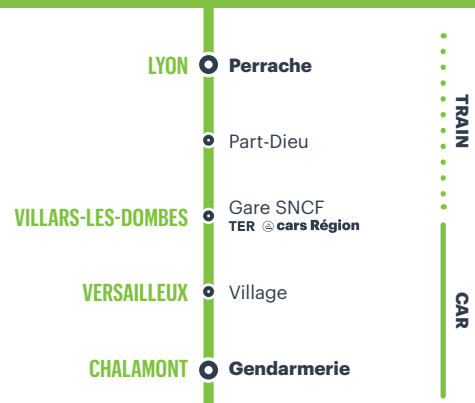 LYON Perrache
Part-Dieu
VILLARS-LES-DOMBES Gare SNCF
TER cars Région
VERSAILLEUX Village
CHALAMONT Gendarmerie
TRAIN
CAR